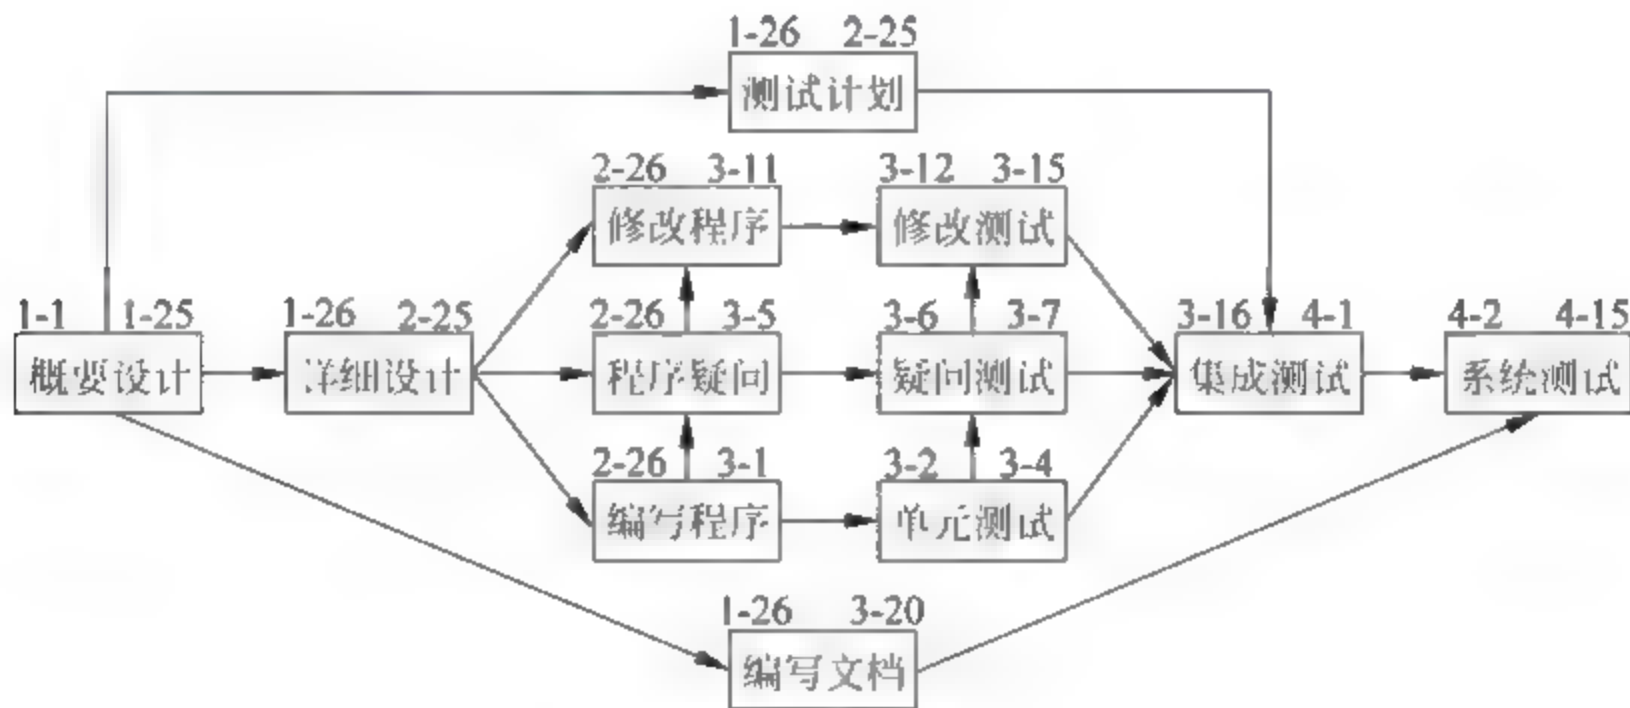 1-26 2-25
测试计划
2-26 3-11
修改程序
3-12 3-15
修改测试
1-1 1-25
概要设计
1-26 2-25
详细设计
2-26 3-5
程序疑问
3-6 3-7
疑问测试
3-16 4-1
集成测试
4-2 4-15
系统测试
2-26 3-1
编写程序
3-2 3-4
单元测试
1-26 3-20
编写文档